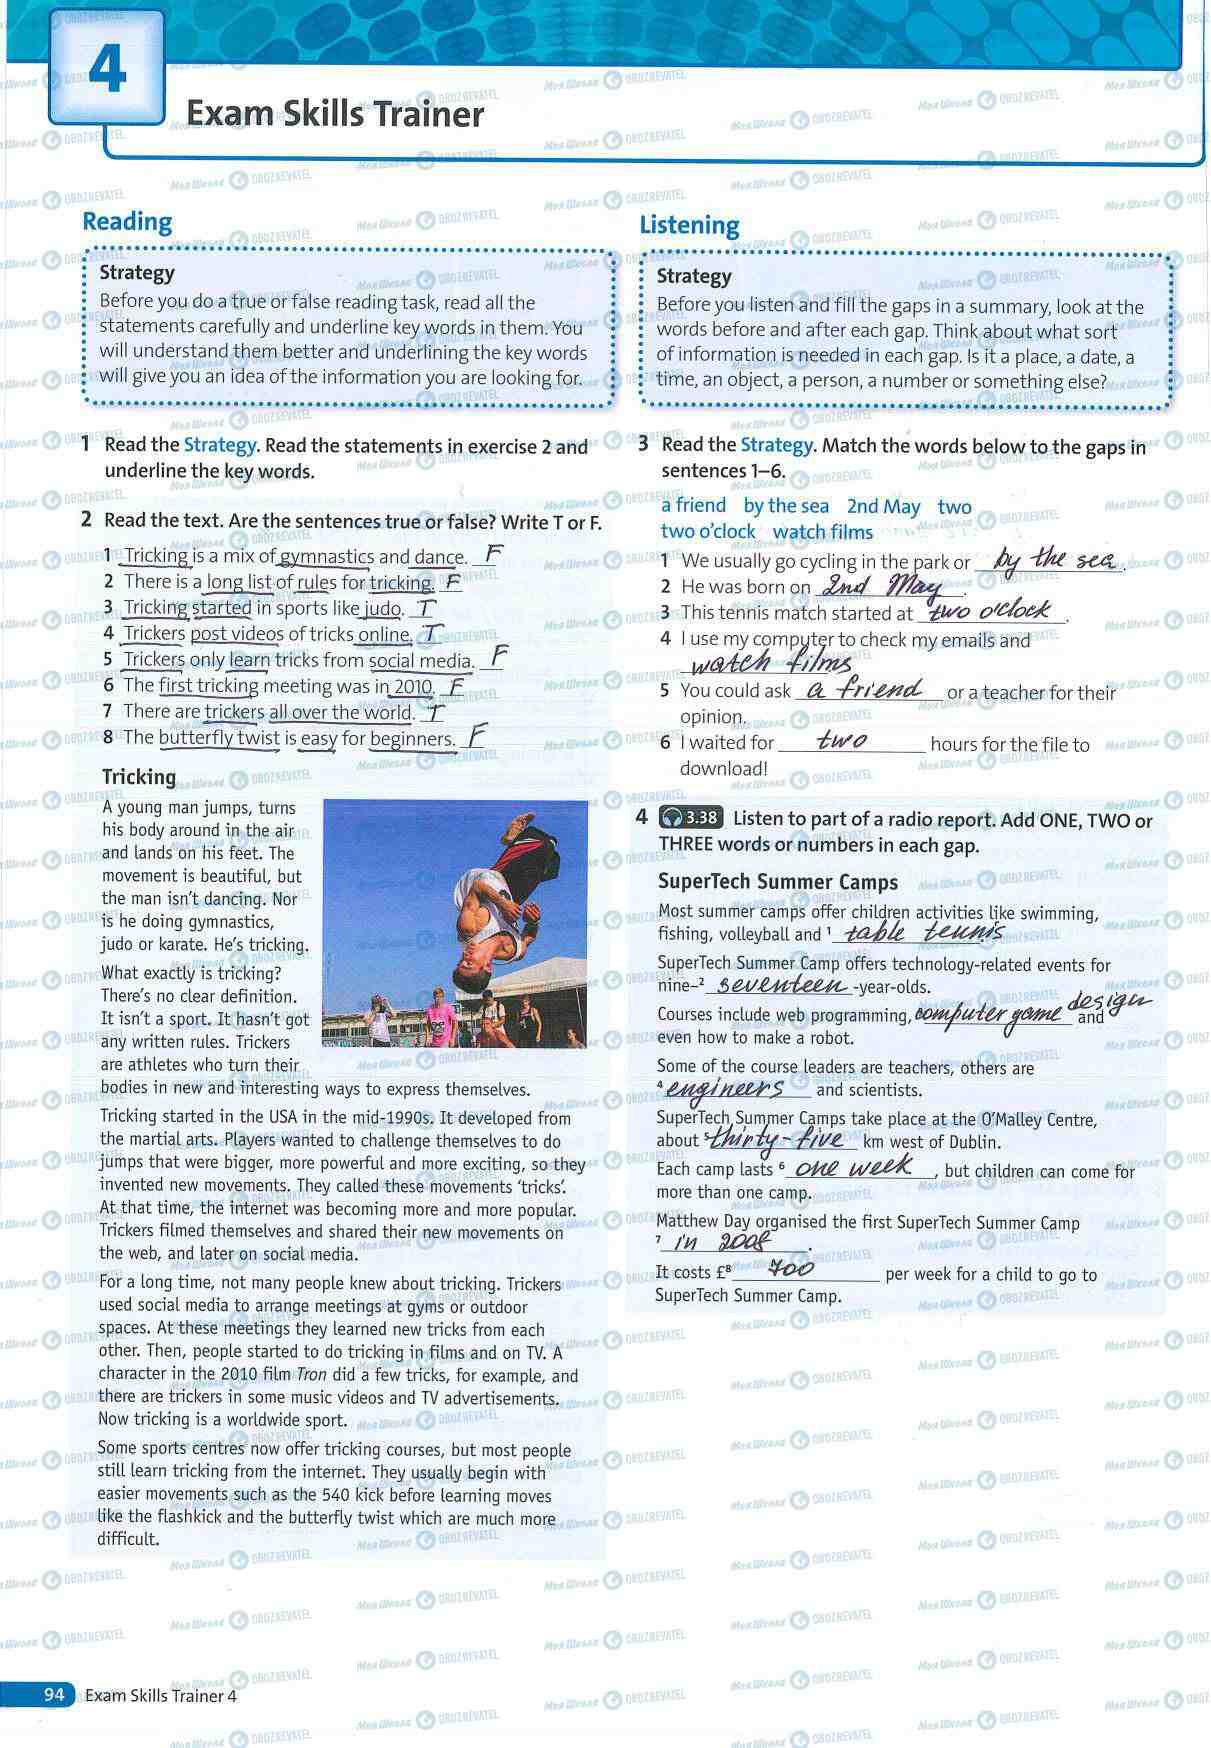 4
Exam Skills Trainer
Reading
Strategy
Before you do a true or false reading task, read all the
statements carefully and underline key words in them. You
will understand them better and underlining the key words
will give you an idea of the information you are looking for.
1 Read the Strategy. Read the statements in exercise 2 and
underline the key words.
2 Read the text. Are the sentences true or false? Write T or F.
1 Tricking is a mix of gymnastics and dance. F
2 There is a long list of rules for tricking. F
3 Tricking started in sports like judo. T
4 Trickers post videos of tricks online. T
5 Trickers only learn tricks from social media. F
6 The first tricking meeting was in 2010. F
7 There are trickers all over the world. T
8 The butterfly twist is easy for beginners. F
Tricking
A young man jumps, turns
his body around in the air
and lands on his feet. The
movement is beautiful, but
the man isn't dancing. Nor
is he doing gymnastics,
judo or karate. He's tricking.
What exactly is tricking?
There's no clear definition.
It isn't a sport. It hasn't got
any written rules. Trickers
are athletes who turn their
bodies in new and interesting ways to express themselves.
Tricking started in the USA in the mid-1990s. It developed from
the martial arts. Players wanted to challenge themselves to do
jumps that were bigger, more powerful and more exciting, so they
invented new movements. They called these movements 'tricks'.
At that time, the internet was becoming more and more popular.
Trickers filmed themselves and shared their new movements on
the web, and later on social media.
For a long time, not many people knew about tricking. Trickers
used social media to arrange meetings at gyms or outdoor
spaces. At these meetings they learned new tricks from each
other. Then, people started to do tricking in films and on TV. A
character in the 2010 film Tron did a few tricks, for example, and
there are trickers in some music videos and TV advertisements.
Now tricking is a worldwide sport.
Some sports centres now offer tricking courses, but most people
still learn tricking from the internet. They usually begin with
easier movements such as the 540 kick before learning moves
like the flashkick and the butterfly twist which are much more
difficult.
Listening
Strategy
Before you listen and fill the gaps in a summary, look at the
words before and after each gap. Think about what sort
of information is needed in each gap. Is it a place, a date, a
time, an object, a person, a number or something else?
3 Read the Strategy. Match the words below to the gaps in
sentences 1–6.
a friend by the sea 2nd May two
two o'clock watch films
1 We usually go cycling in the park or by the sea.
2 He was born on 2nd May.
3 This tennis match started at two o'clock.
4 I use my computer to check my emails and
watch films
5 You could ask a friend or a teacher for their
opinion.
6 I waited for two hours for the file to
download!
4 3.38 Listen to part of a radio report. Add ONE, TWO or
THREE words or numbers in each gap.
SuperTech Summer Camps
Most summer camps offer children activities like swimming,
fishing, volleyball and 1 table tennis.
SuperTech Summer Camp offers technology-related events for
nine–2 seventeen-year-olds.
Courses include web programming, computer game design and
even how to make a robot.
Some of the course leaders are teachers, others are
4 engineers and scientists.
SuperTech Summer Camps take place at the O'Malley Centre,
about 5 thirty-five km west of Dublin.
Each camp lasts 6 one week, but children can come for
more than one camp.
Matthew Day organised the first SuperTech Summer Camp
7 in 2008.
It costs £8 700 per week for a child to go to
SuperTech Summer Camp.
94 Exam Skills Trainer 4
Моя Школа OBOZREVATEL